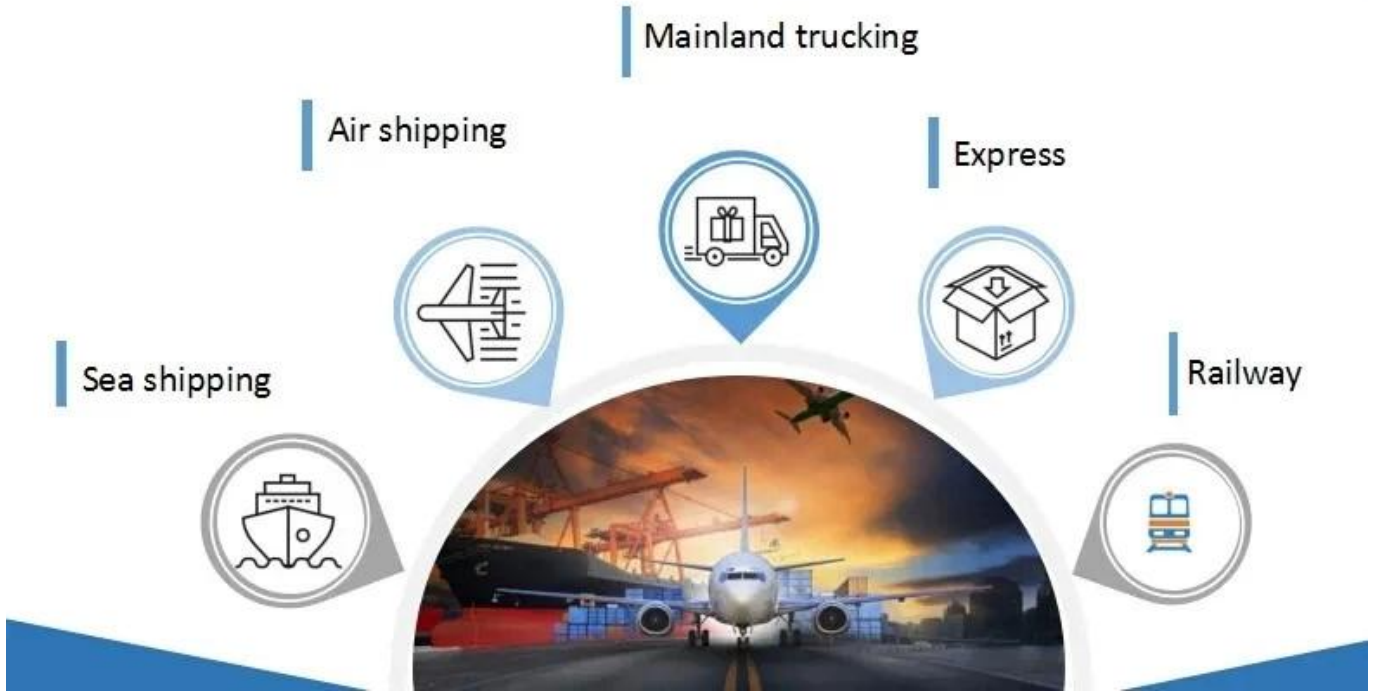 Mainland trucking
Air shipping
Express
Sea shipping
Railway